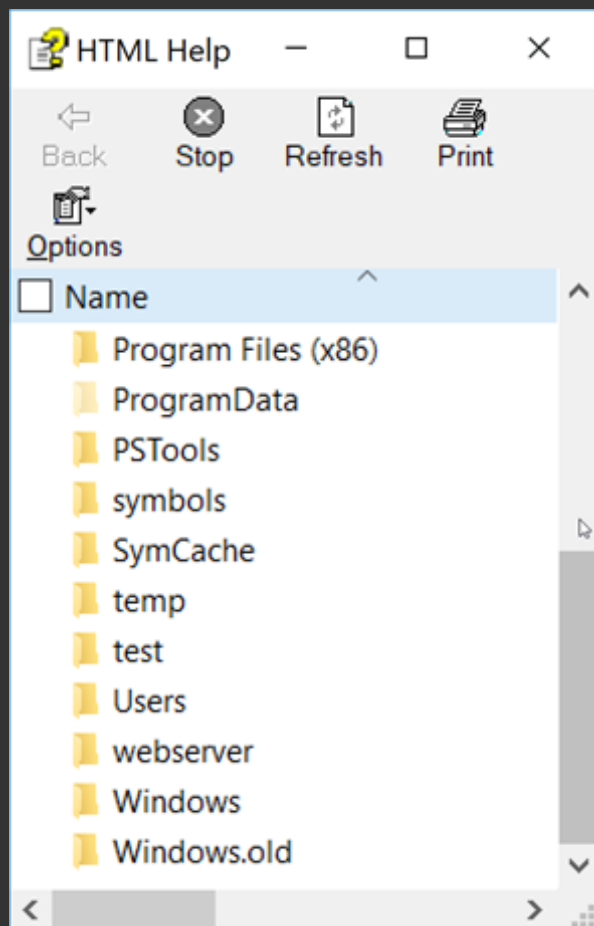 HTML Help
Back Stop Refresh Print
Options
Name
Program Files (x86)
ProgramData
PSTools
symbols
SymCache
temp
test
Users
webserver
Windows
Windows.old